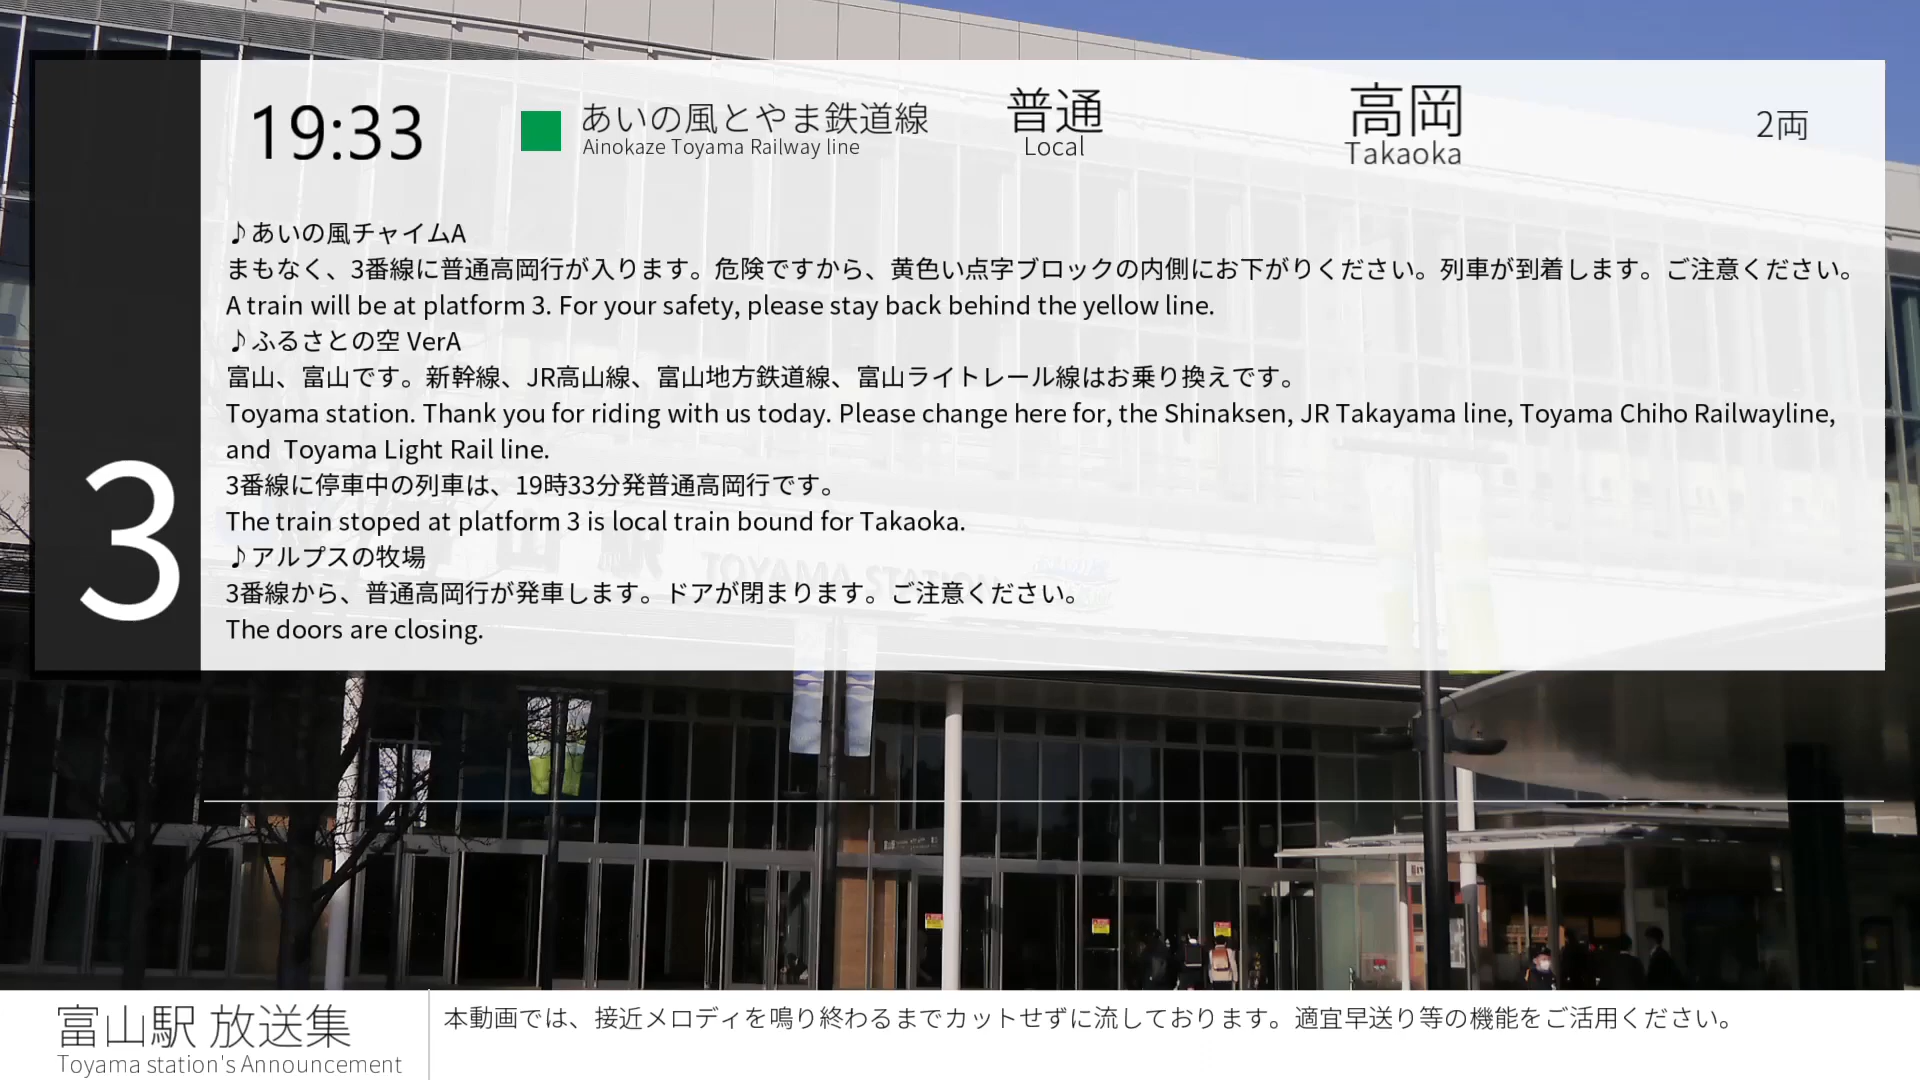 19:33
あいの風とやま鉄道線
Ainokaze Toyama Railway line
普通
Local
高岡
Takaoka
2両
3
♪あいの風チャイムA
まもなく、3番線に普通高岡行が入ります。危険ですから、黄色い点字ブロックの内側にお下がりください。列車が到着します。ご注意ください。
A train will be at platform 3. For your safety, please stay back behind the yellow line.
♪ふるさとの空 VerA
富山、富山です。新幹線、JR高山線、富山地方鉄道線、富山ライトレール線はお乗り換えです。
Toyama station. Thank you for riding with us today. Please change here for, the Shinaksen, JR Takayama line, Toyama Chiho Railwayline,
and  Toyama Light Rail line.
3番線に停車中の列車は、19時33分発普通高岡行です。
The train stoped at platform 3 is local train bound for Takaoka.
山駅 TOYAMA STATION
♪アルプスの牧場
3番線から、普通高岡行が発車します。ドアが閉まります。ご注意ください。
The doors are closing.
富山駅 放送集
Toyama station's Announcement
本動画では、接近メロディを鳴り終わるまでカットせずに流しております。適宜早送り等の機能をご活用ください。